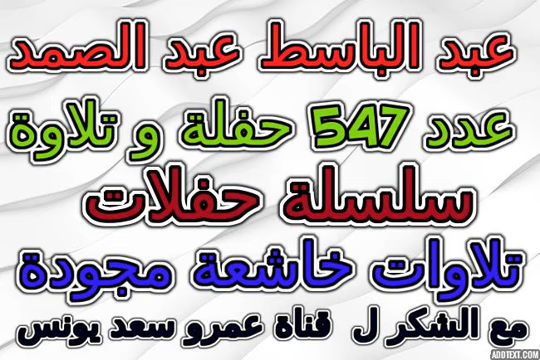 عبد الباسط عبد الصمد
عدد 547 حفلة و تلاوة
سلسلة حفلات
تلاوات خاشعة مجودة
مع الشكر ل قناة عمرو سعد يونس
ADDTEXT.COM